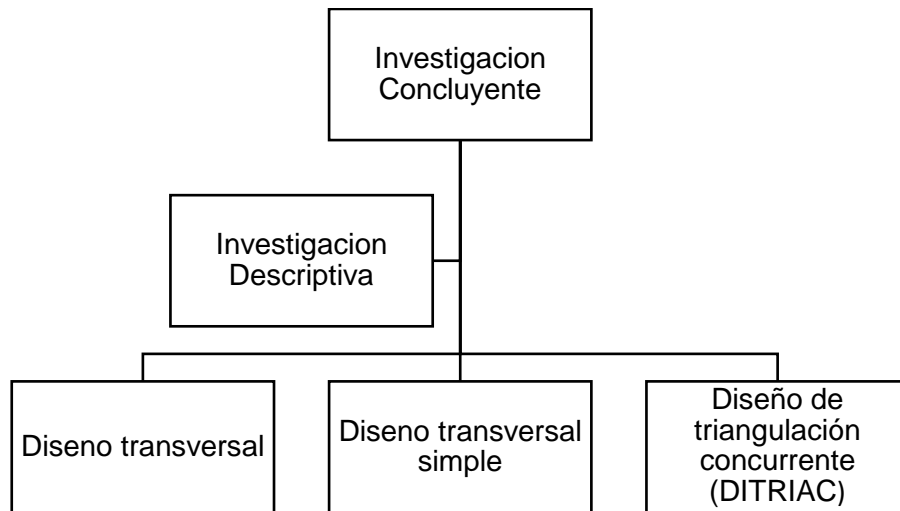 Investigacion
Concluyente
Investigacion
Descriptiva
Diseno transversal
Diseno transversal
simple
Diseño de
triangulación
concurrente
(DITRIAC)